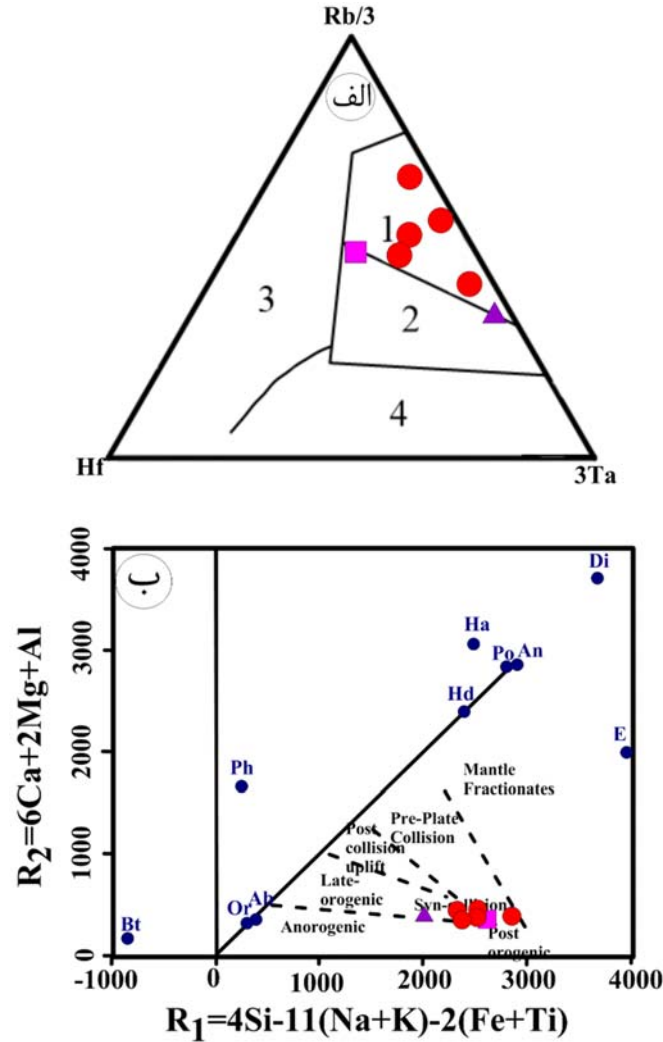 Rb/3
الف
1
3
2
4
Hf
3Ta
ب
4000
3000
2000
1000
0
R2=6Ca+2Mg+Al
Di
Ha
Po An
Hd
E
Ph
Mantle
Fractionates
Pre-Plate
Collision
Post
collision
uplift
Late-
orogenic
Syn-Collision
Or Ab
Anorogenic
Post
orogenic
Bt
-1000 0 1000 2000 3000 4000
R1=4Si-11(Na+K)-2(Fe+Ti)